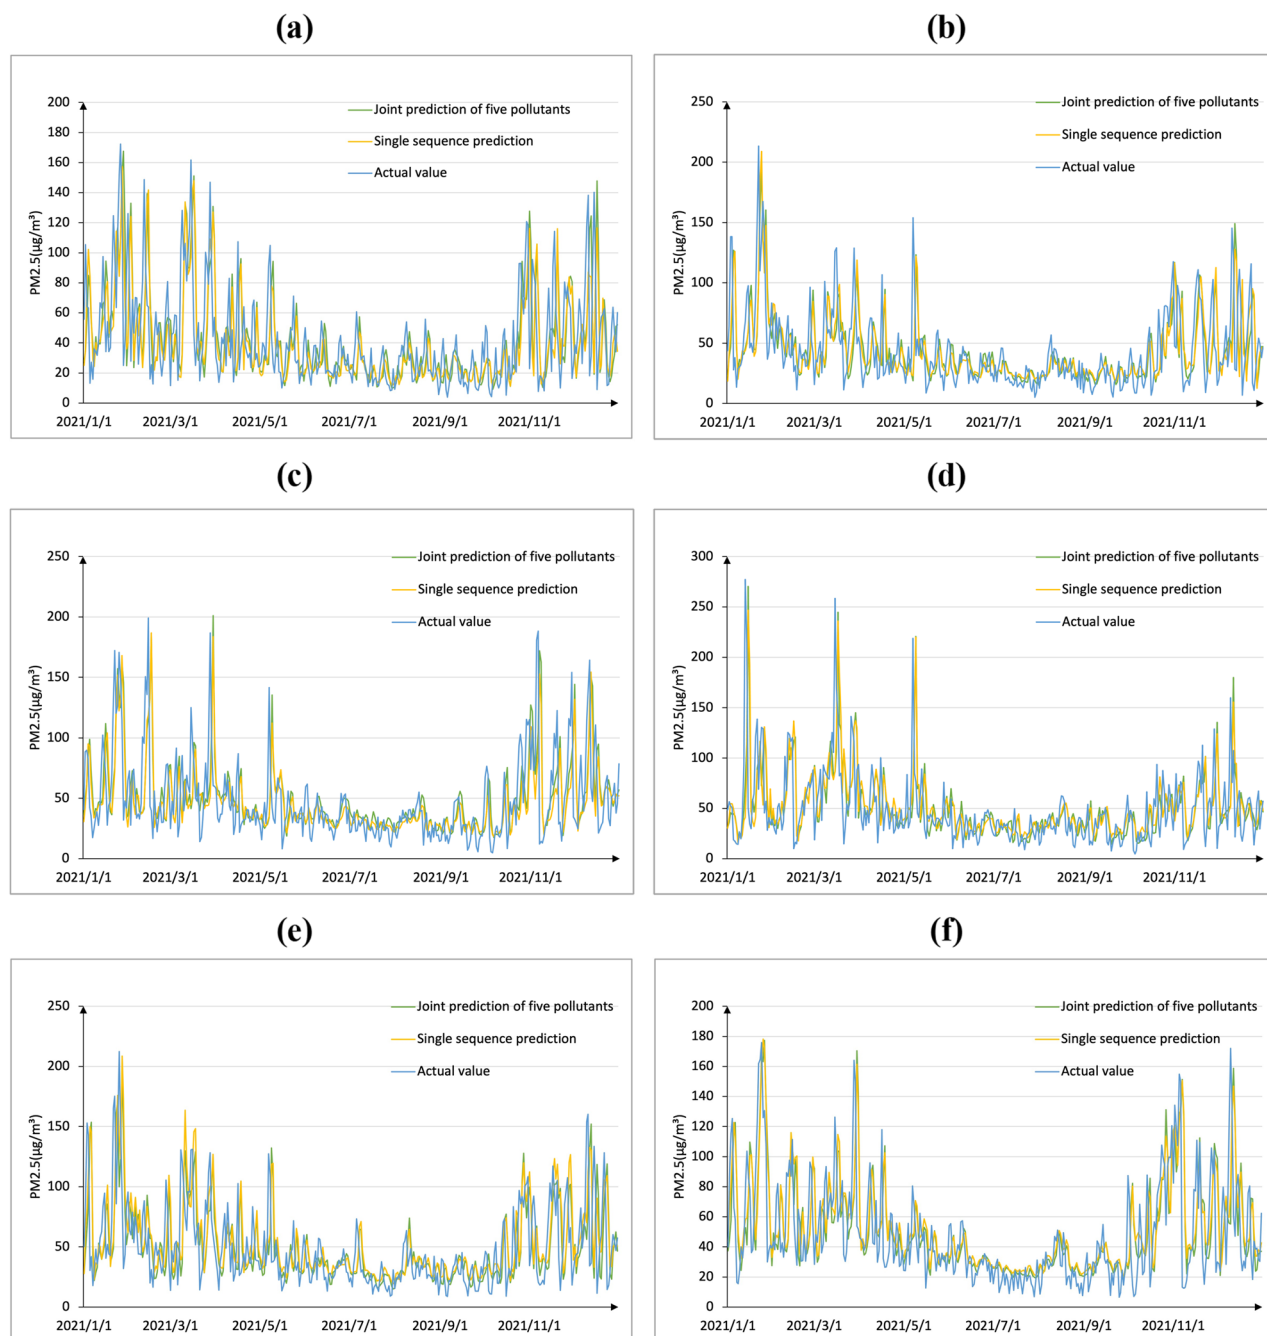 (a)
200
180
160
140
120
100
80
60
40
20
0
PM2.5(μg/m³)
Joint prediction of five pollutants
Single sequence prediction
Actual value
2021/1/1 2021/3/1 2021/5/1 2021/7/1 2021/9/1 2021/11/1
(b)
250
200
150
100
50
0
PM2.5(μg/m³)
Joint prediction of five pollutants
Single sequence prediction
Actual value
2021/1/1 2021/3/1 2021/5/1 2021/7/1 2021/9/1 2021/11/1
(c)
250
200
150
100
50
0
PM2.5(μg/m³)
Joint prediction of five pollutants
Single sequence prediction
Actual value
2021/1/1 2021/3/1 2021/5/1 2021/7/1 2021/9/1 2021/11/1
(d)
300
250
200
150
100
50
0
PM2.5(μg/m³)
Joint prediction of five pollutants
Single sequence prediction
Actual value
2021/1/1 2021/3/1 2021/5/1 2021/7/1 2021/9/1 2021/11/1
(e)
250
200
150
100
50
0
PM2.5(μg/m³)
Joint prediction of five pollutants
Single sequence prediction
Actual value
2021/1/1 2021/3/1 2021/5/1 2021/7/1 2021/9/1 2021/11/1
(f)
200
180
160
140
120
100
80
60
40
20
0
PM2.5(μg/m³)
Joint prediction of five pollutants
Single sequence prediction
Actual value
2021/1/1 2021/3/1 2021/5/1 2021/7/1 2021/9/1 2021/11/1